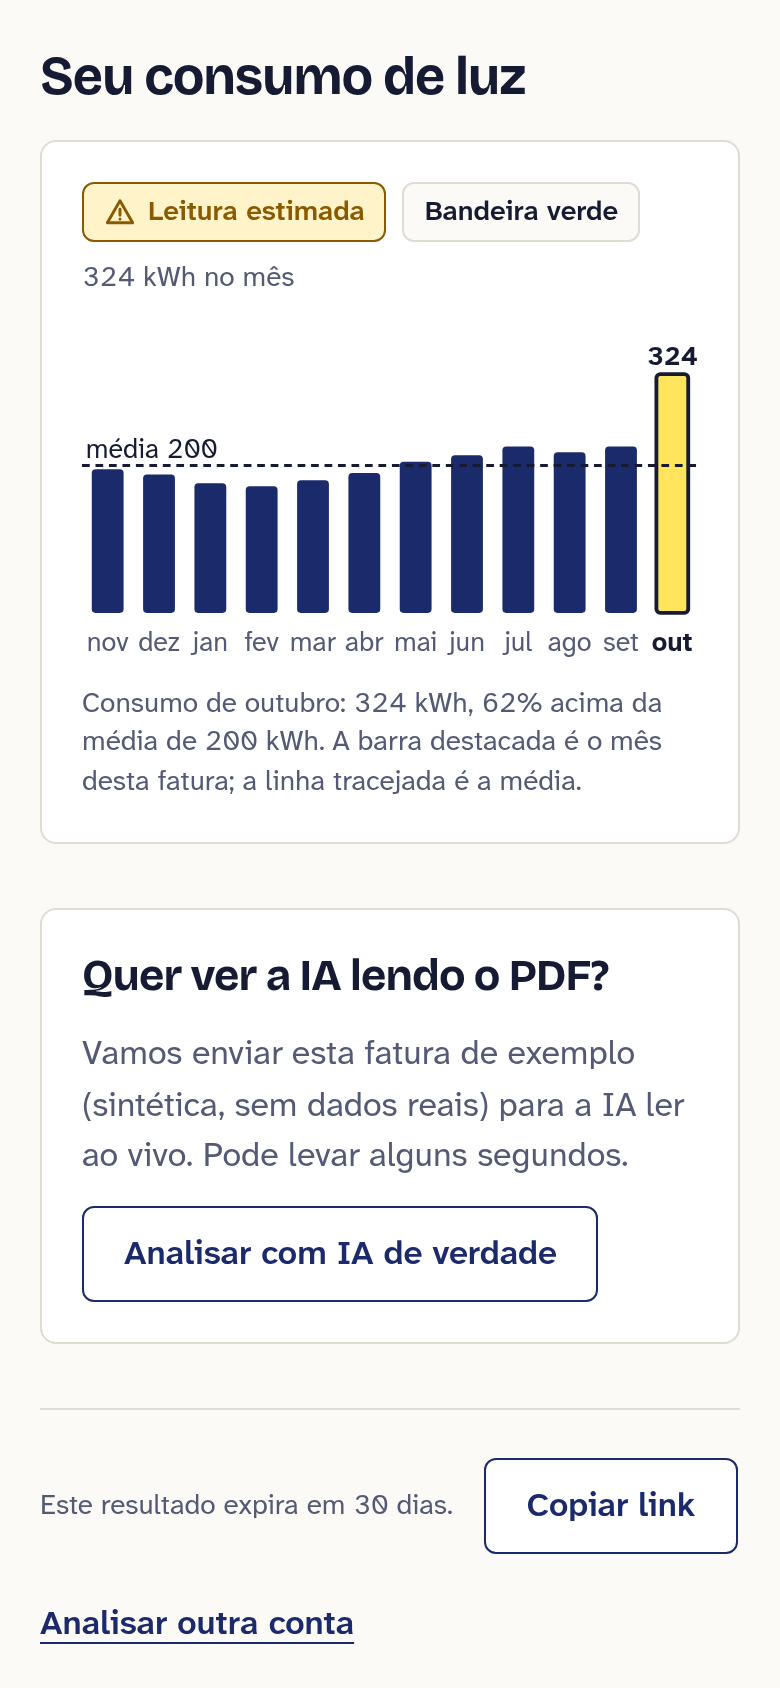 Seu consumo de luz
Leitura estimada
Bandeira verde
324 kWh no mês
324
média 200
nov dez jan fev mar abr mai jun jul ago set out
Consumo de outubro: 324 kWh, 62% acima da
média de 200 kWh. A barra destacada é o mês
desta fatura; a linha tracejada é a média.
Quer ver a IA lendo o PDF?
Vamos enviar esta fatura de exemplo
(sintética, sem dados reais) para a IA ler
ao vivo. Pode levar alguns segundos.
Analisar com IA de verdade
Este resultado expira em 30 dias.
Copiar link
Analisar outra conta